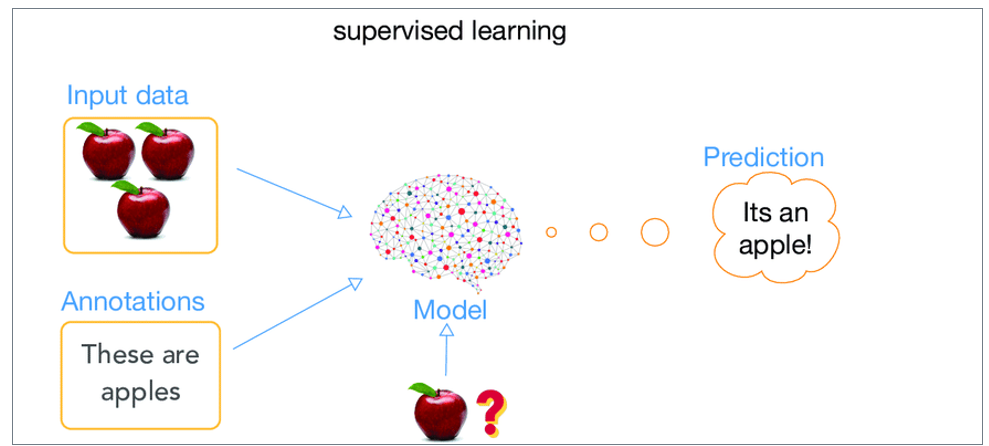 supervised learning
Input data
Annotations
These are
apples
Model
?
Prediction
Its an
apple!